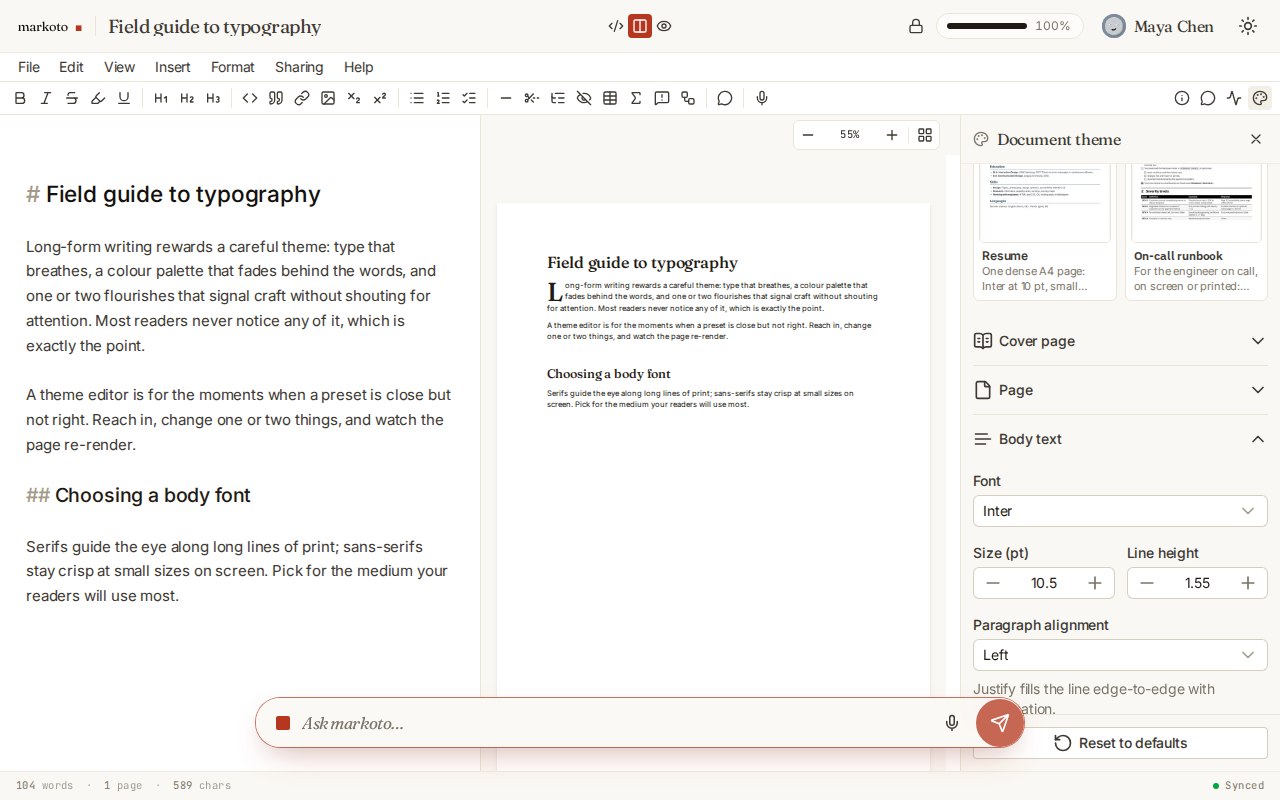 markoto
Field guide to typography
100%
Maya Chen
File Edit View Insert Format Sharing Help
H1 H2 H3
55%
Document theme
# Field guide to typography
Long-form writing rewards a careful theme: type that
breathes, a colour palette that fades behind the words, and
one or two flourishes that signal craft without shouting for
attention. Most readers never notice any of it, which is
exactly the point.
A theme editor is for the moments when a preset is close but
not right. Reach in, change one or two things, and watch the
page re-render.
## Choosing a body font
Serifs guide the eye along long lines of print; sans-serifs
stay crisp at small sizes on screen. Pick for the medium your
readers will use most.
Field guide to typography
Long-form writing rewards a careful theme: type that breathes, a colour palette that
fades behind the words, and one or two flourishes that signal craft without shouting
for attention. Most readers never notice any of it, which is exactly the point.
A theme editor is for the moments when a preset is close but not right. Reach in, change
one or two things, and watch the page re-render.
Choosing a body font
Serifs guide the eye along long lines of print; sans-serifs stay crisp at small sizes on
screen. Pick for the medium your readers will use most.
Resume
One dense A4 page:
Inter at 10 pt, small...
On-call runbook
For the engineer on call,
on screen or printed:...
Cover page
Page
Body text
Font
Inter
Size (pt) Line height
10.5 1.55
Paragraph alignment
Left
Justify fills the line edge-to-edge with
Reset to defaults
Ask markoto...
104 words · 1 page · 589 chars
Synced